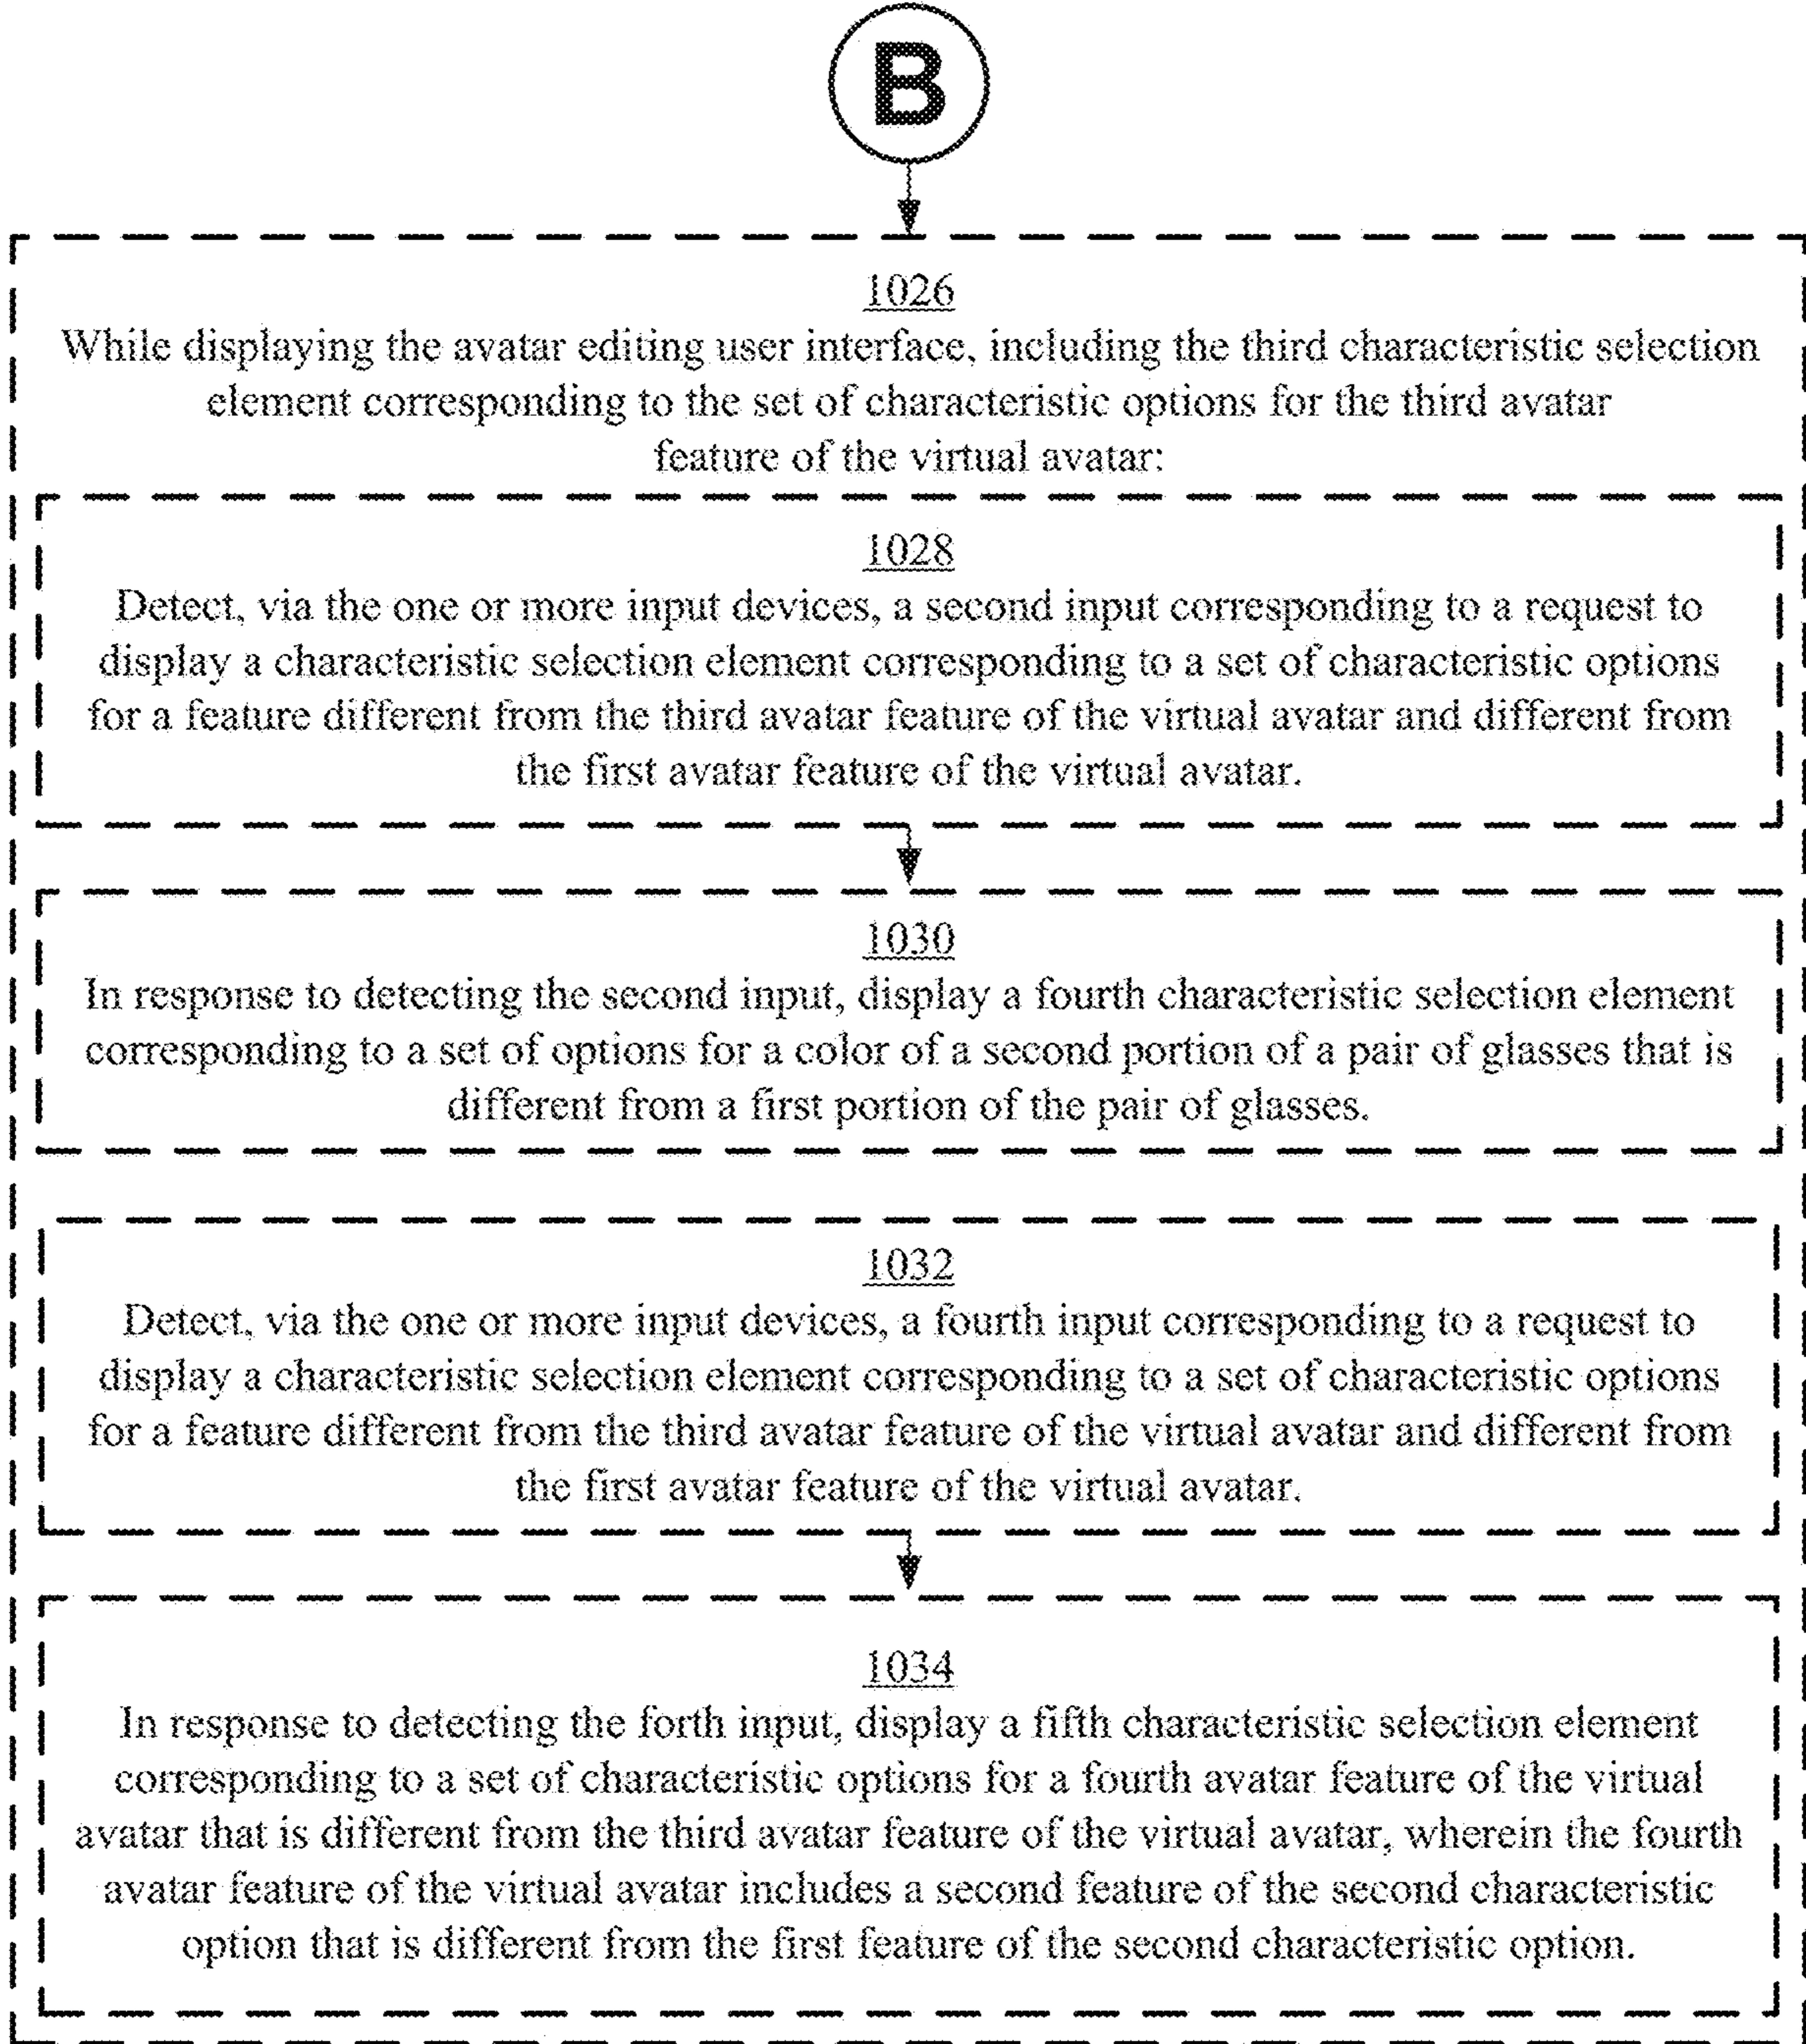 B
1026
While displaying the avatar editing user interface, including the third characteristic selection
element corresponding to the set of characteristic options for the third avatar
feature of the virtual avatar:
1028
Detect, via the one or more input devices, a second input corresponding to a request to
display a characteristic selection element corresponding to a set of characteristic options
for a feature different from the third avatar feature of the virtual avatar and different from
the first avatar feature of the virtual avatar.
1030
In response to detecting the second input, display a fourth characteristic selection element
corresponding to a set of options for a color of a second portion of a pair of glasses that is
different from a first portion of the pair of glasses.
1032
Detect, via the one or more input devices, a fourth input corresponding to a request to
display a characteristic selection element corresponding to a set of characteristic options
for a feature different from the third avatar feature of the virtual avatar and different from
the first avatar feature of the virtual avatar.
1034
In response to detecting the forth input, display a fifth characteristic selection element
corresponding to a set of characteristic options for a fourth avatar feature of the virtual
avatar that is different from the third avatar feature of the virtual avatar, wherein the fourth
avatar feature of the virtual avatar includes a second feature of the second characteristic
option that is different from the first feature of the second characteristic option.